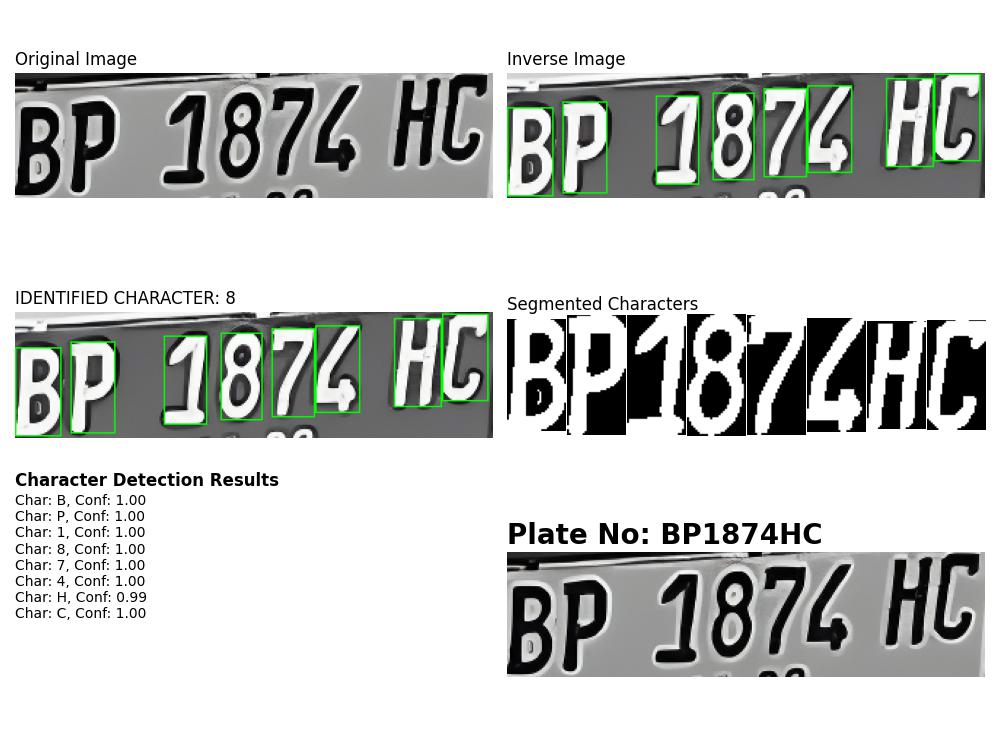 Original Image
BP 1874 HC
Inverse Image
BP 1874 HC
IDENTIFIED CHARACTER: 8
BP 1874 HC
Segmented Characters
BP1874HC
Character Detection Results
Char: B, Conf: 1.00
Char: P, Conf: 1.00
Char: 1, Conf: 1.00
Char: 8, Conf: 1.00
Char: 7, Conf: 1.00
Char: 4, Conf: 1.00
Char: H, Conf: 0.99
Char: C, Conf: 1.00
Plate No: BP1874HC
BP 1874 HC